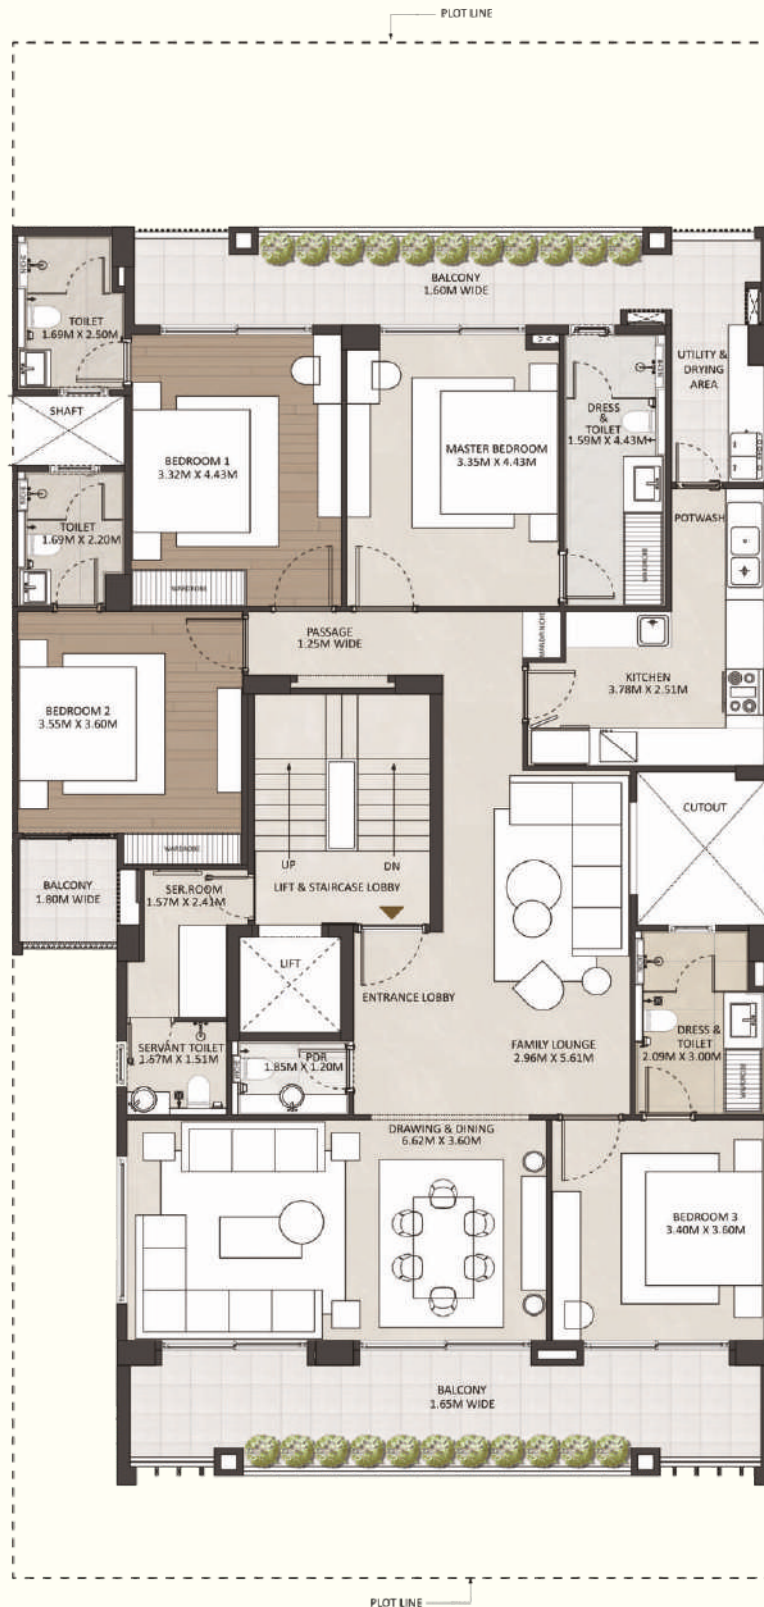 PLOT LINE
BALCONY
1.60M WIDE
TOILET
1.69M X 2.50M
UTILITY &
DRYING
AREA
SHAFT
DRESS
&
TOILET
1.59M X 4.43M
BEDROOM 1
3.32M X 4.43M
MASTER BEDROOM
3.35M X 4.43M
TOILET
1.69M X 2.20M
POTWASH
WARDROBE
WARDROBE
PASSAGE
1.25M WIDE
KITCHEN
3.78M X 2.51M
BEDROOM 2
3.55M X 3.60M
CUTOUT
WARDROBE
UP
DN
BALCONY
1.80M WIDE
SER.ROOM
1.57M X 2.41M
LIFT & STAIRCASE LOBBY
LIFT
ENTRANCE LOBBY
FAMILY LOUNGE
2.96M X 5.61M
DRESS &
TOILET
2.09M X 3.00M
SERVANT TOILET
1.57M X 1.51M
PDR
1.85M X 1.20M
WARDROBE
DRAWING & DINING
6.62M X 3.60M
BEDROOM 3
3.40M X 3.60M
BALCONY
1.65M WIDE
PLOT LINE